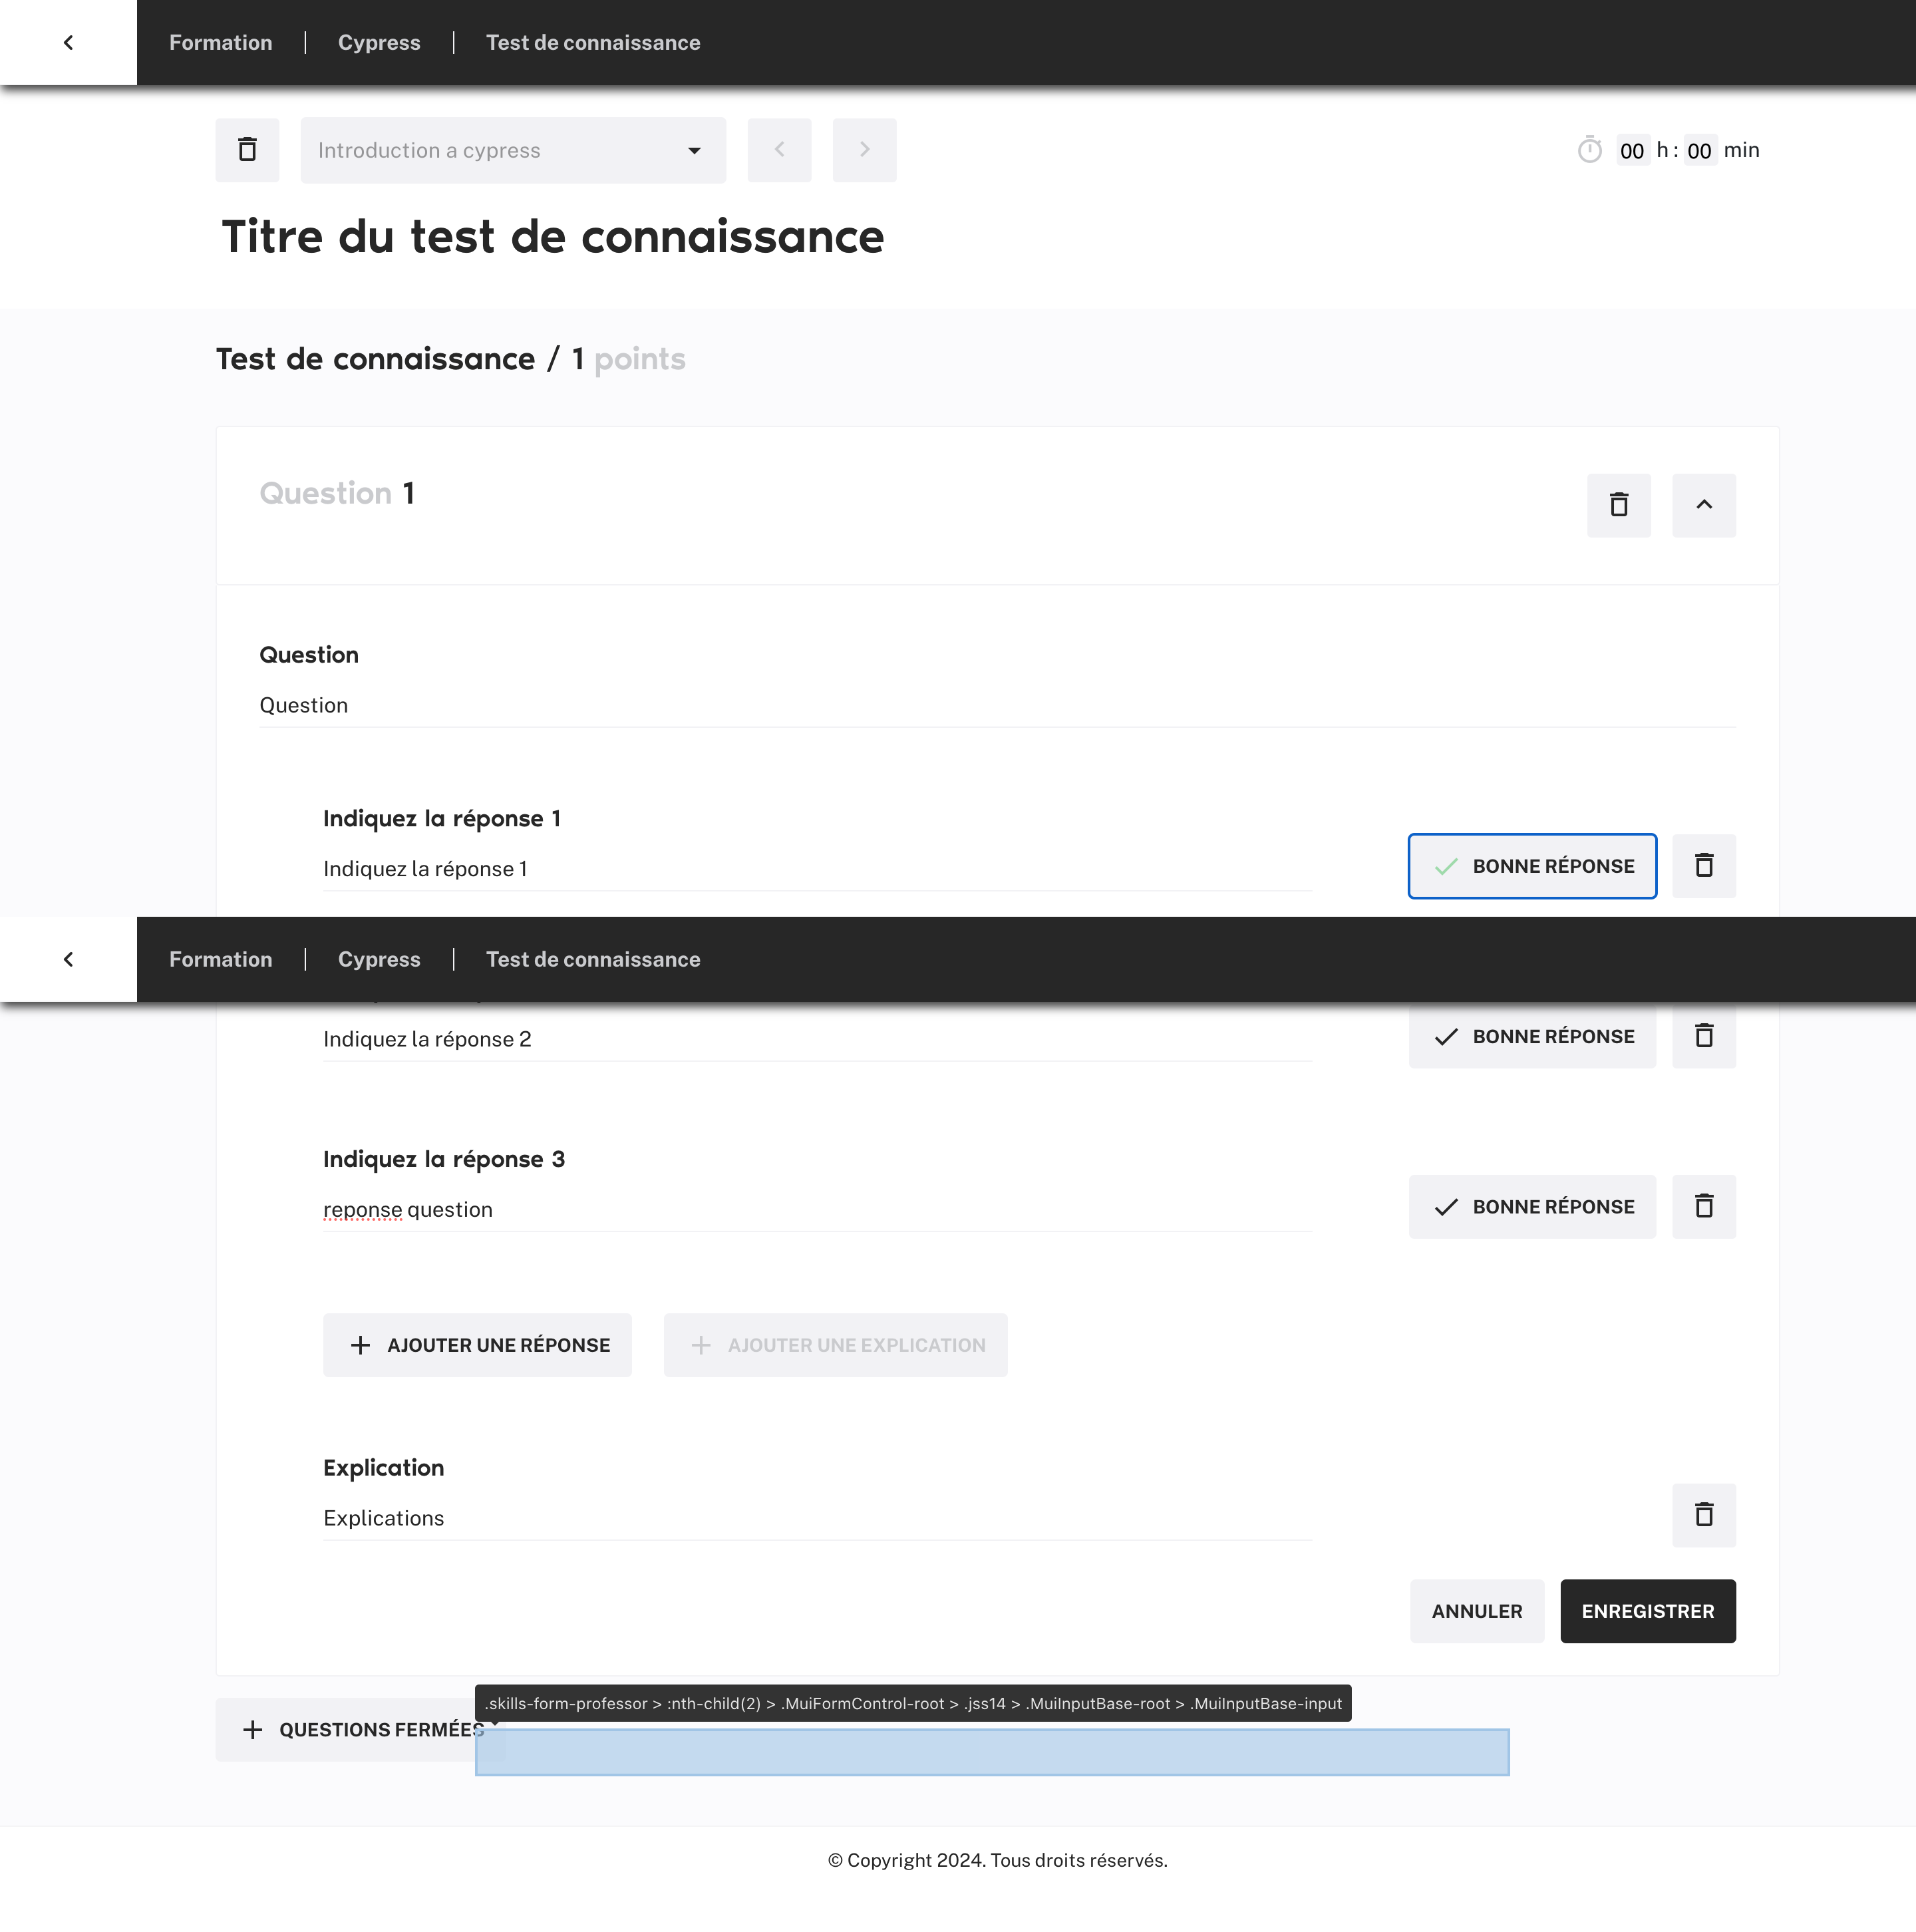 Formation | Cypress | Test de connaissance
Introduction a cypress
00 h : 00 min
Titre du test de connaissance
Test de connaissance / 1 points
Question 1
Question
Question
Indiquez la réponse 1
Indiquez la réponse 1
BONNE RÉPONSE
Formation | Cypress | Test de connaissance
Indiquez la réponse 2
BONNE RÉPONSE
Indiquez la réponse 3
reponse question
BONNE RÉPONSE
AJOUTER UNE RÉPONSE
AJOUTER UNE EXPLICATION
Explication
Explications
ANNULER
ENREGISTRER
.skills-form-professor > :nth-child(2) > .MuiFormControl-root > .jss14 > .MuiInputBase-root > .MuiInputBase-input
QUESTIONS FERMÉES
© Copyright 2024. Tous droits réservés.